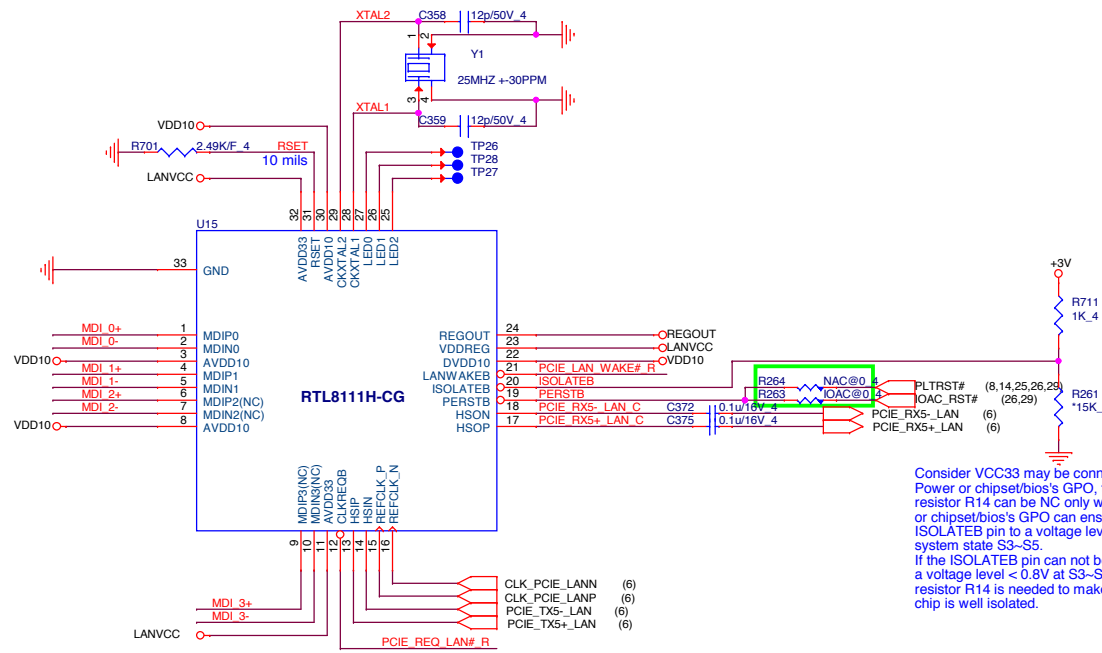 XTAL2
C358
12p/50V_4
1
2
Y1
25MHZ +-30PPM
3
4
XTAL1
C359
12p/50V_4
VDD10
R701
2.49K/F_4
RSET
10 mils
LANVCC
TP26
TP28
TP27
U15
32
31
30
29
28
27
26
25
AVDD33
RSET
AVDD10
CKXTAL2
CKXTAL1
LED0
LED1
LED2
33
GND
MDI_0+
1
MDIP0
MDI_0-
2
MDIN0
VDD10
3
AVDD10
MDI_1+
4
MDIP1
MDI_1-
5
MDIN1
MDI_2+
6
MDIP2(NC)
MDI_2-
7
MDIN2(NC)
VDD10
8
AVDD10
RTL8111H-CG
REGOUT
24
REGOUT
VDDREG
23
LANVCC
DVDD10
22
VDD10
LANWAKEB
21
PCIE_LAN_WAKE#_R
ISOLATEB
20
ISOLATEB
PERSTB
19
PERSTB
HSON
18
PCIE_RX5-_LAN_C
C372
0.1u/16V_4
PCIE_RX5-_LAN
(6)
HSOP
17
PCIE_RX5+_LAN_C
C375
0.1u/16V_4
PCIE_RX5+_LAN
(6)
R264
NAC@0_4
PLTRST#
(8,14,25,26,29)
R263
IOAC@0_4
IOAC_RST#
(26,29)
+3V
R711
1K_4
R261
*15K_
MDIP3(NC)
MDIN3(NC)
AVDD33
CLKREQB
HSIP
HSIN
REFCLK_P
REFCLK_N
9
10
11
12
13
14
15
16
CLK_PCIE_LANN
(6)
CLK_PCIE_LANP
(6)
PCIE_TX5-_LAN
(6)
PCIE_TX5+_LAN
(6)
MDI_3+
MDI_3-
LANVCC
PCIE_REQ_LAN#_R
Consider VCC33 may be conn
Power or chipset/bios's GPO,
resistor R14 can be NC only w
or chipset/bios's GPO can ens
ISOLATEB pin to a voltage lev
system state S3~S5.
If the ISOLATEB pin can not b
a voltage level < 0.8V at S3~S
resistor R14 is needed to make
chip is well isolated.